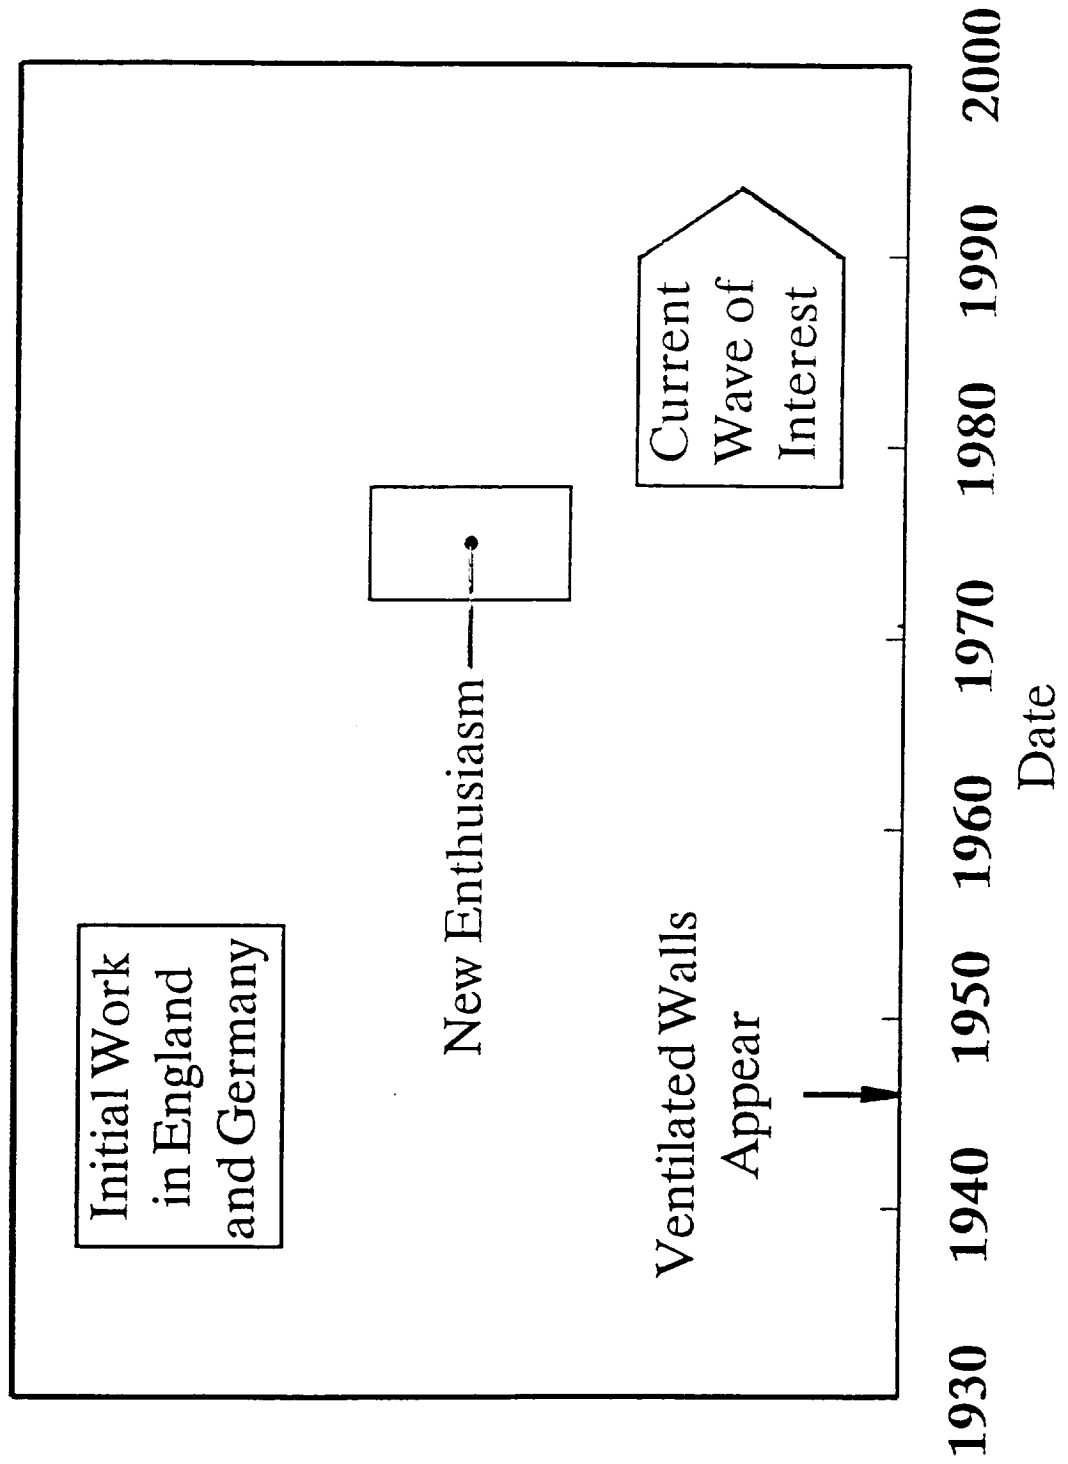 Initial Work
in England
and Germany
New Enthusiasm
Ventilated Walls
Appear
Current
Wave of
Interest
1930 1940 1950 1960 1970 1980 1990 2000
Date